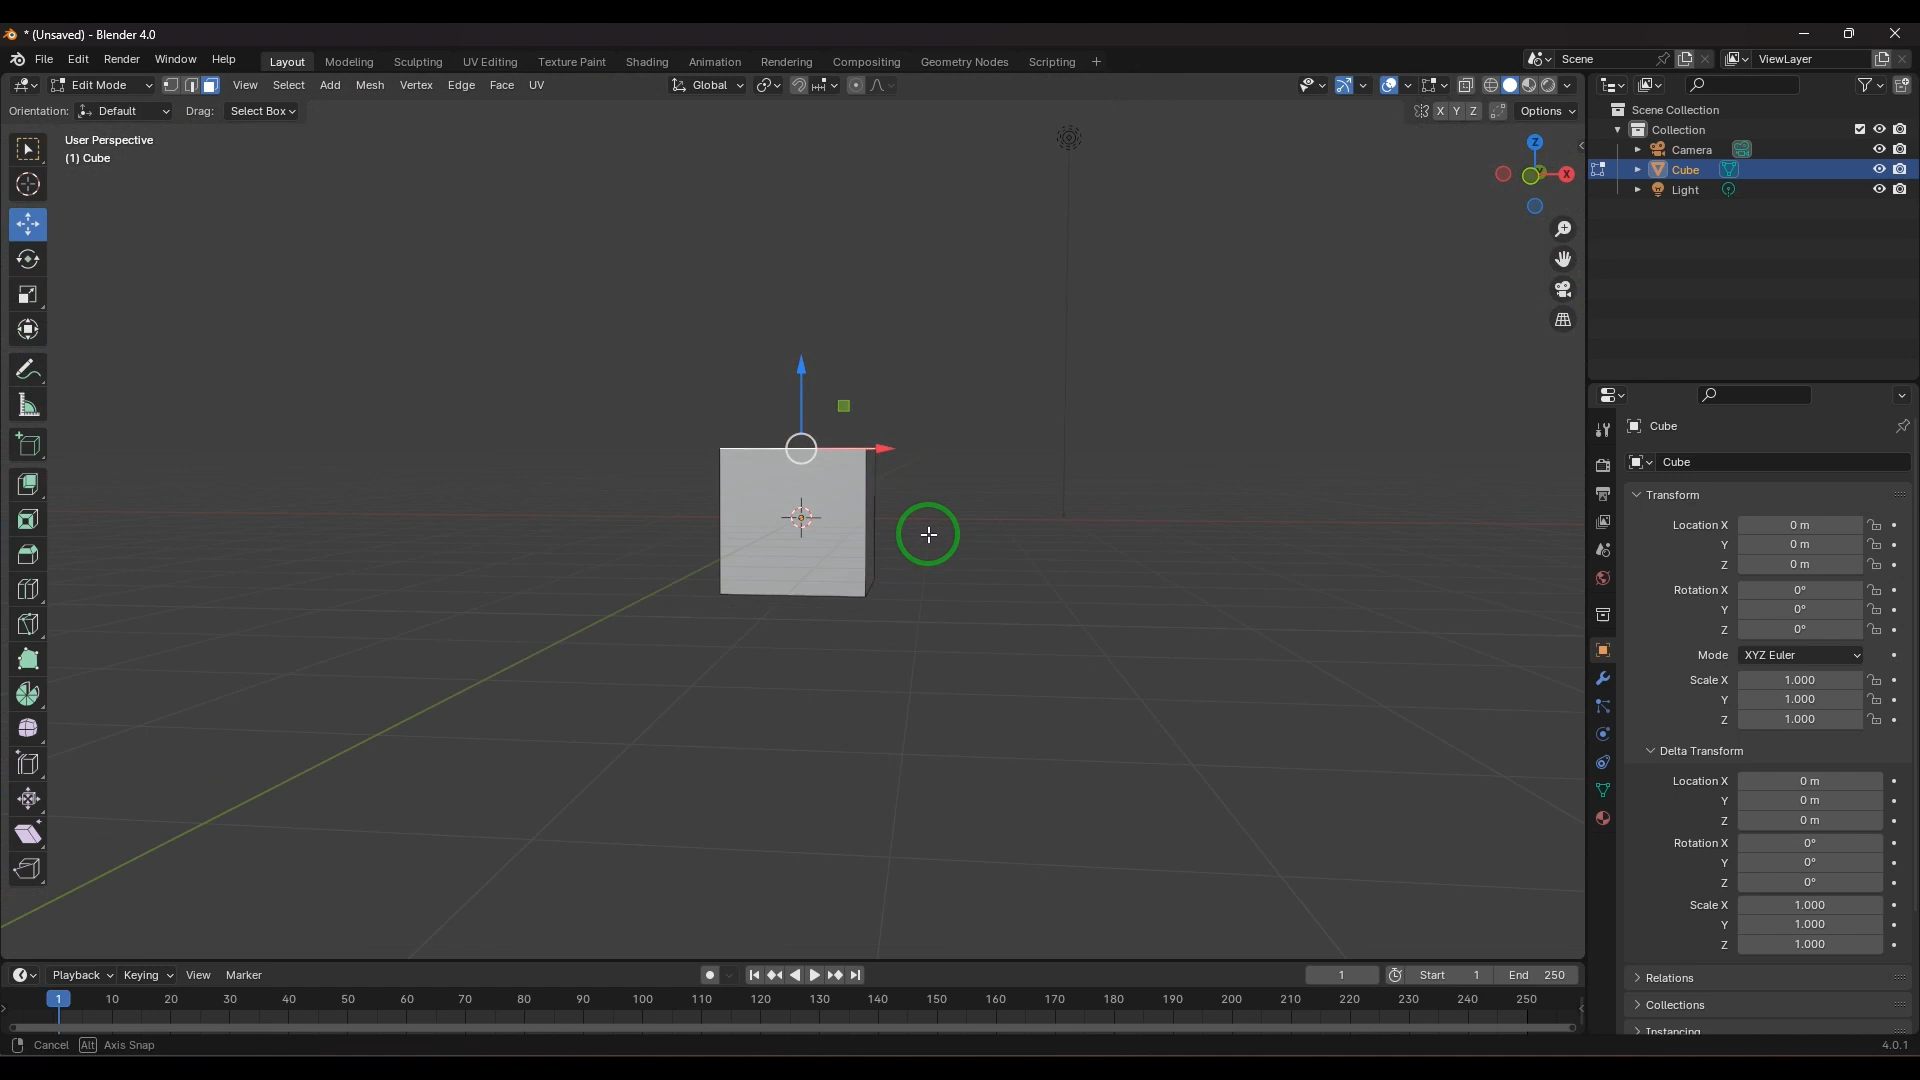 * (Unsaved) - Blender 4.0
File Edit Render Window Help Layout Modeling Sculpting UV Editing Texture Paint Shading Animation Rendering Compositing Geometry Nodes Scripting + Scene ViewLayer
Edit Mode View Select Add Mesh Vertex Edge Face UV Global
Orientation: Default Drag: Select Box X Y Z Options
User Perspective
(1) Cube
Z
X
Scene Collection
Collection
Camera
Cube
Light
Cube
Cube
Transform
Location X 0 m
Y 0 m
Z 0 m
Rotation X 0°
Y 0°
Z 0°
Mode XYZ Euler
Scale X 1.000
Y 1.000
Z 1.000
Delta Transform
Location X 0 m
Y 0 m
Z 0 m
Rotation X 0°
Y 0°
Z 0°
Scale X 1.000
Y 1.000
Z 1.000
Relations
Collections
Instancing
Playback Keying View Marker 1 Start 1 End 250
1 10 20 30 40 50 60 70 80 90 100 110 120 130 140 150 160 170 180 190 200 210 220 230 240 250
Cancel Alt Axis Snap 4.0.1